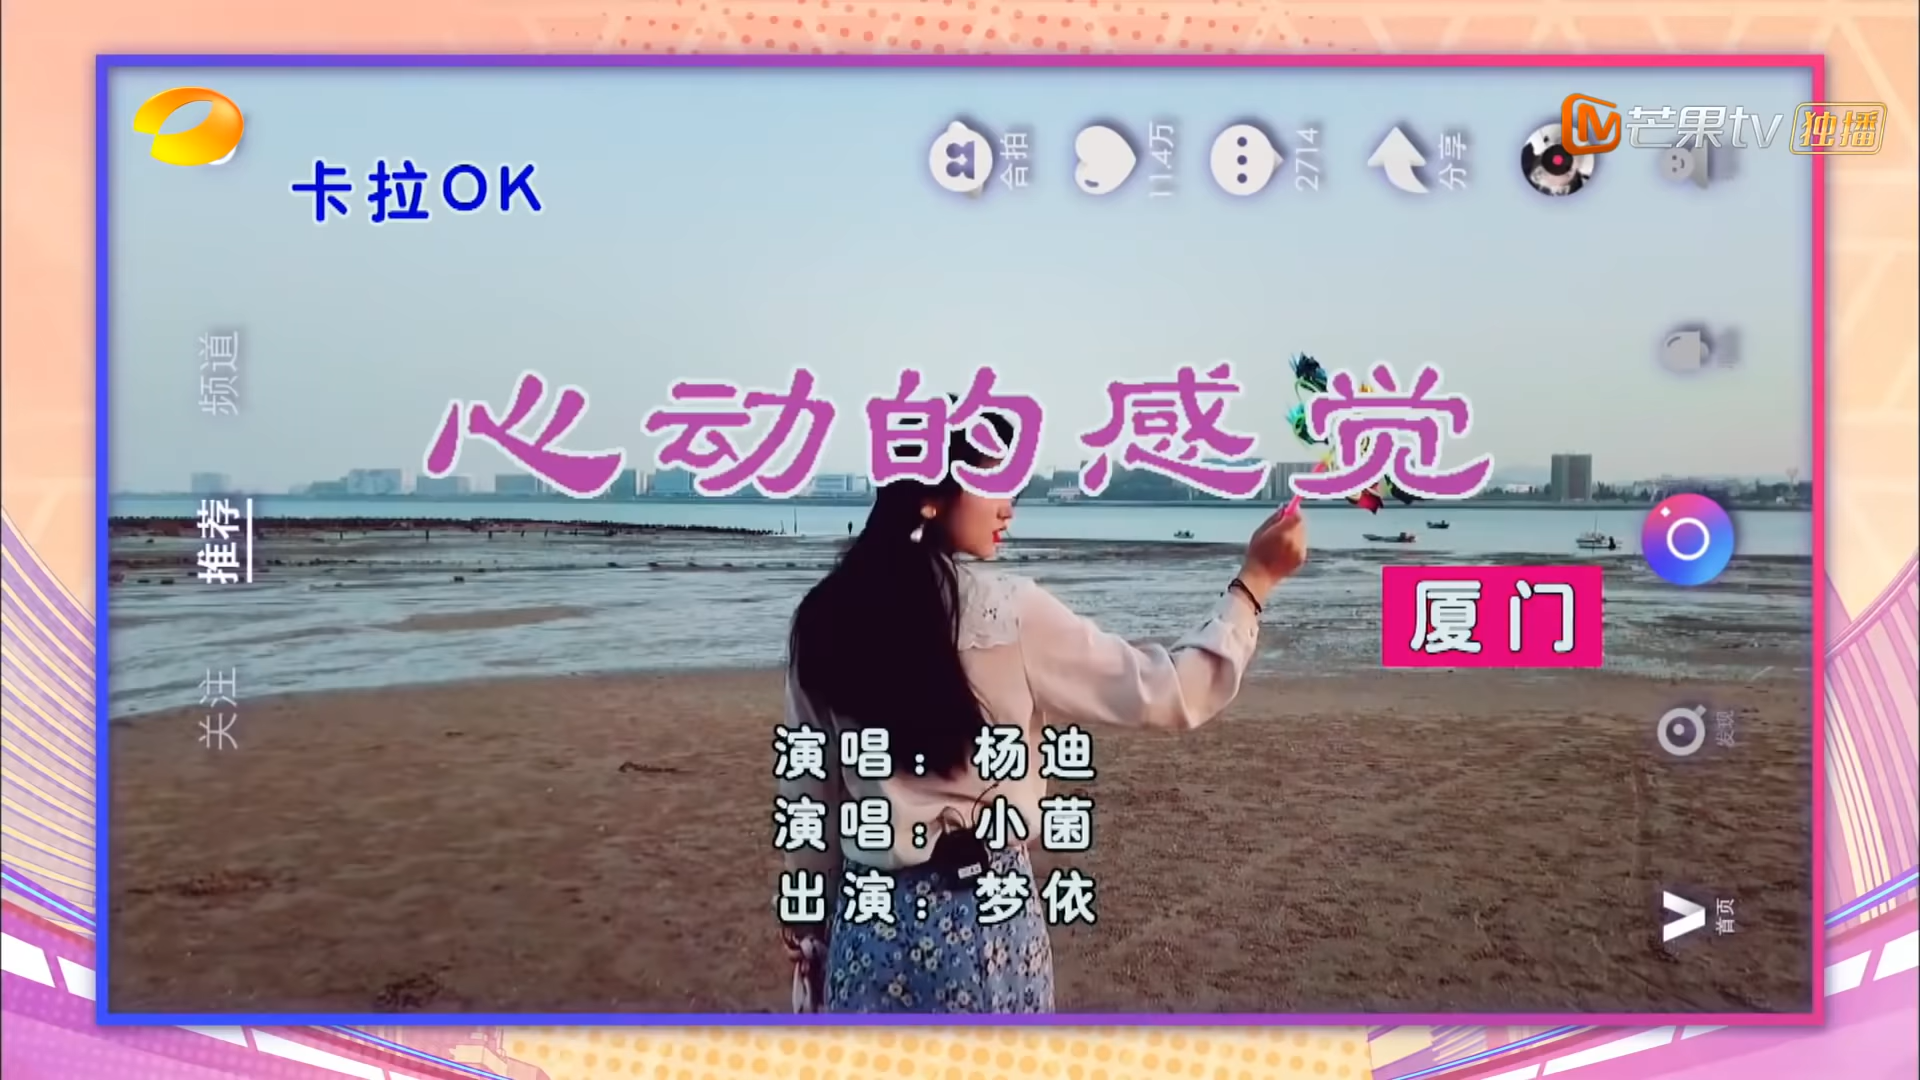 芒果tv 独播
卡拉OK
合拍
11.4万
2714
分享
频道
推荐
关注
心动的感觉
厦门
演唱：杨迪
演唱：小菌
出演：梦依
发现
首页